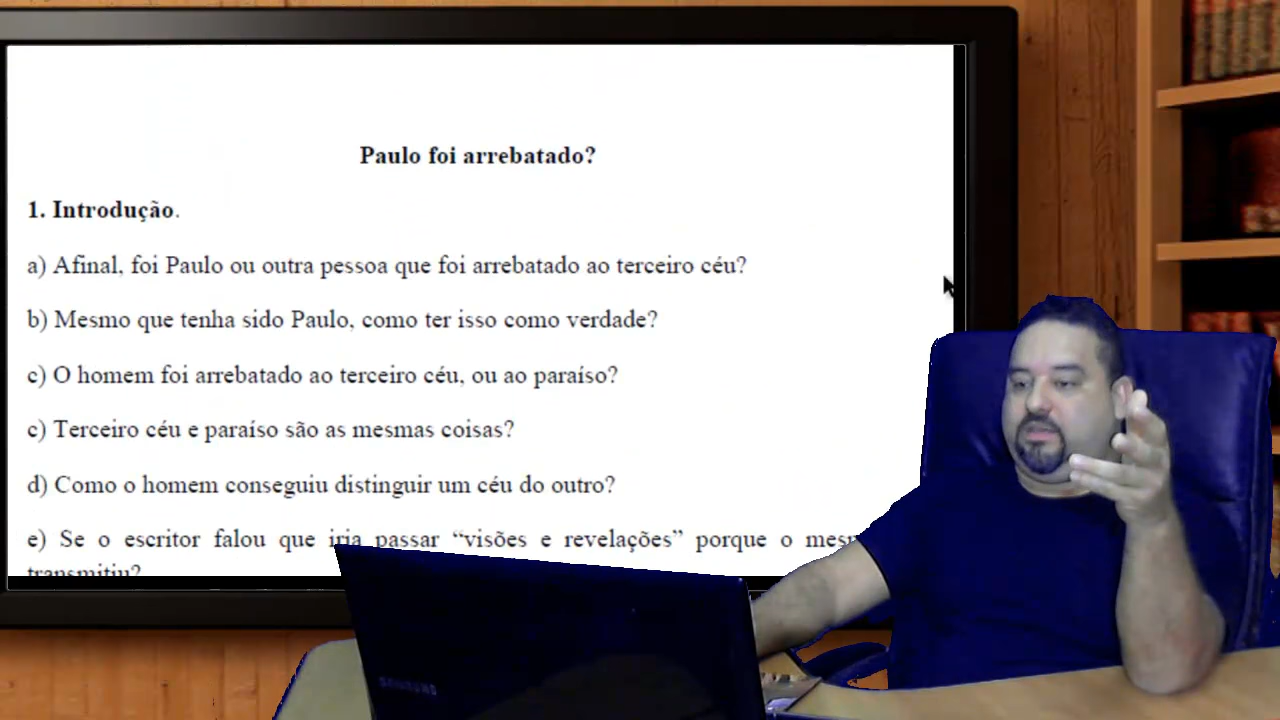 Paulo foi arrebatado?
1. Introdução.
a) Afinal, foi Paulo ou outra pessoa que foi arrebatado ao terceiro céu?
b) Mesmo que tenha sido Paulo, como ter isso como verdade?
c) O homem foi arrebatado ao terceiro céu, ou ao paraíso?
c) Terceiro céu e paraíso são as mesmas coisas?
d) Como o homem conseguiu distinguir um céu do outro?
e) Se o escritor falou que iria passar “visões e revelações” porque o
transmitiu?
SAMSUNG